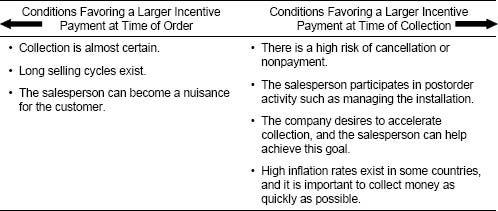 Conditions Favoring a Larger Incentive
Payment at Time of Order
• Collection is almost certain.
• Long selling cycles exist.
• The salesperson can become a nuisance
for the customer.
Conditions Favoring a Larger Incentive
Payment at Time of Collection
• There is a high risk of cancellation or
nonpayment.
• The salesperson participates in postorder
activity such as managing the installation.
• The company desires to accelerate
collection, and the salesperson can help
achieve this goal.
• High inflation rates exist in some countries,
and it is important to collect money as
quickly as possible.